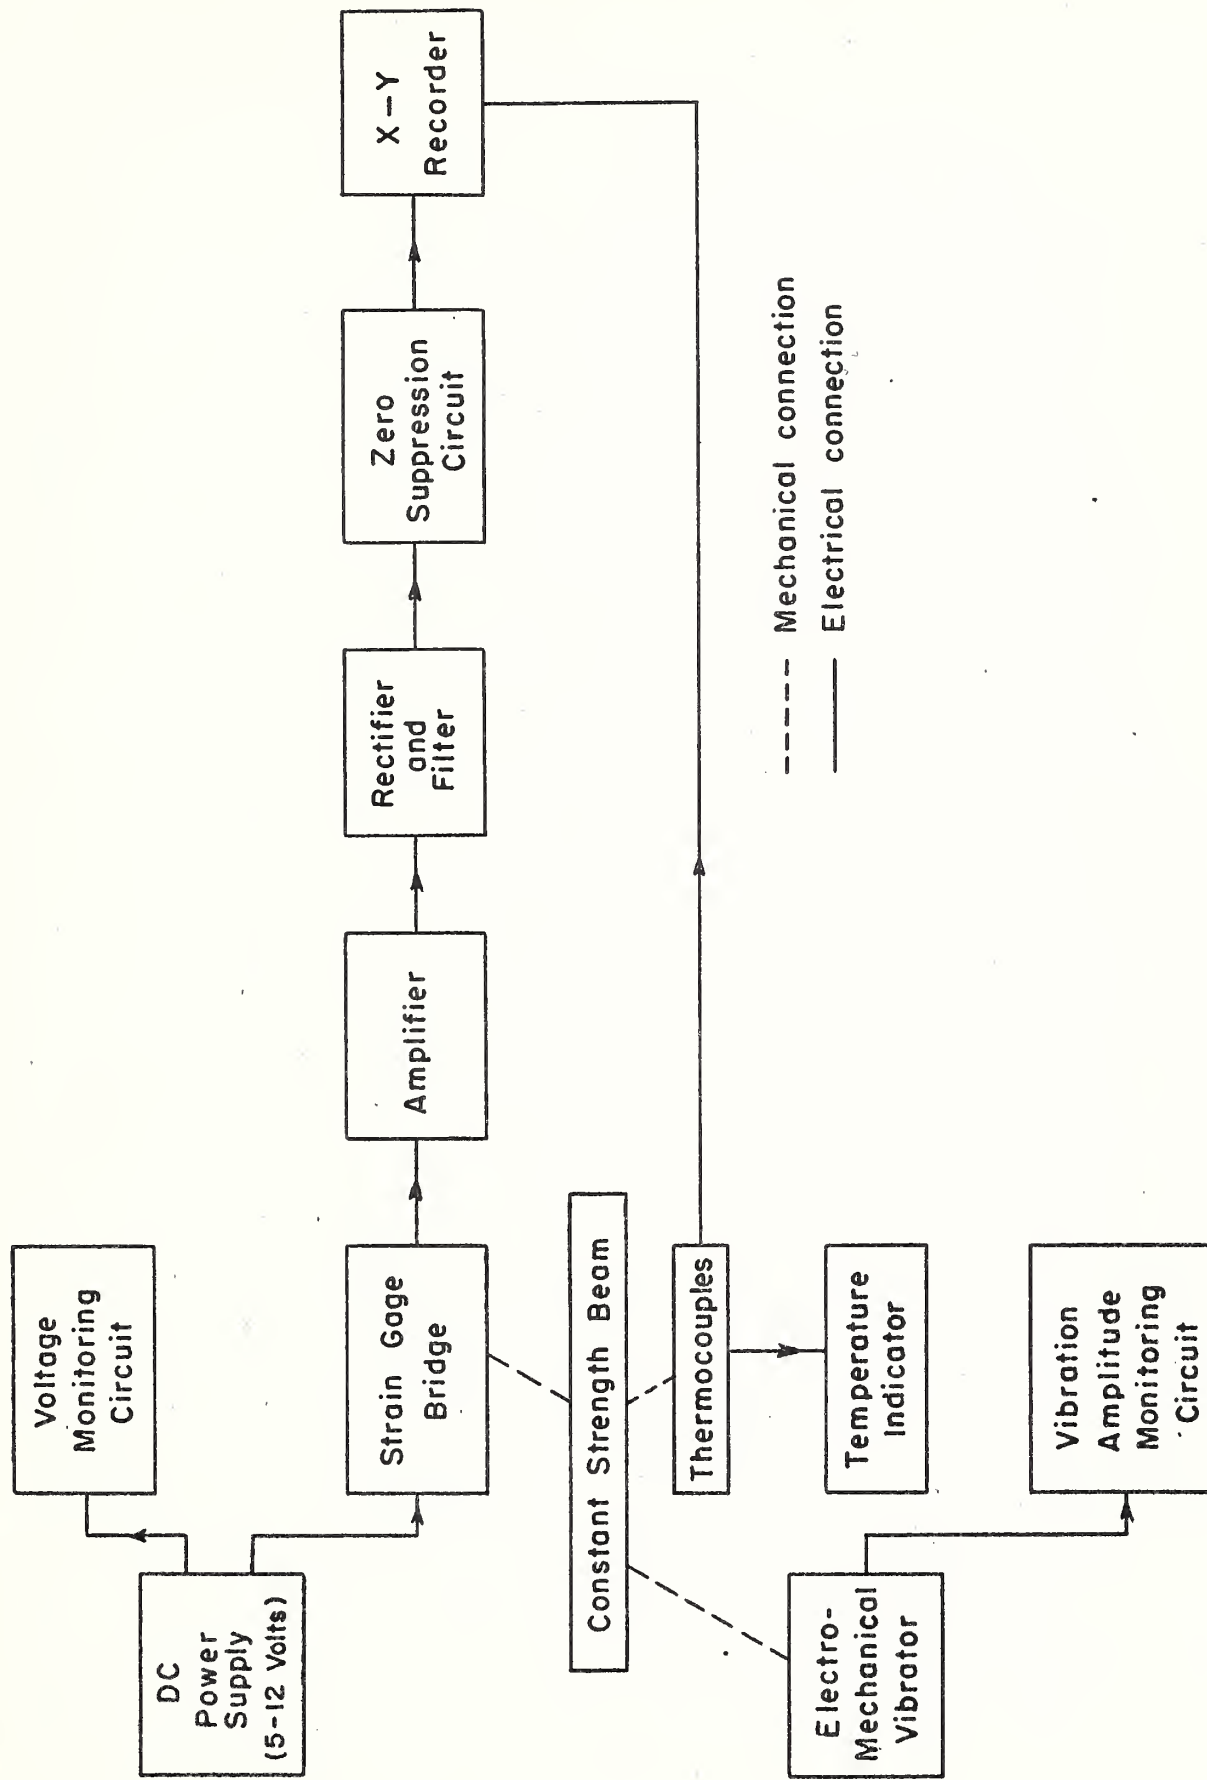 DC
Power
Supply
(5-12 Volts)
Voltage
Monitoring
Circuit
Strain Gage
Bridge
Amplifier
Rectifier
and
Filter
Zero
Suppression
Circuit
X-Y
Recorder
Constant Strength Beam
Thermocouples
Temperature
Indicator
Electro-
Mechanical
Vibrator
Vibration
Amplitude
Monitoring
Circuit
Mechanical connection
Electrical connection